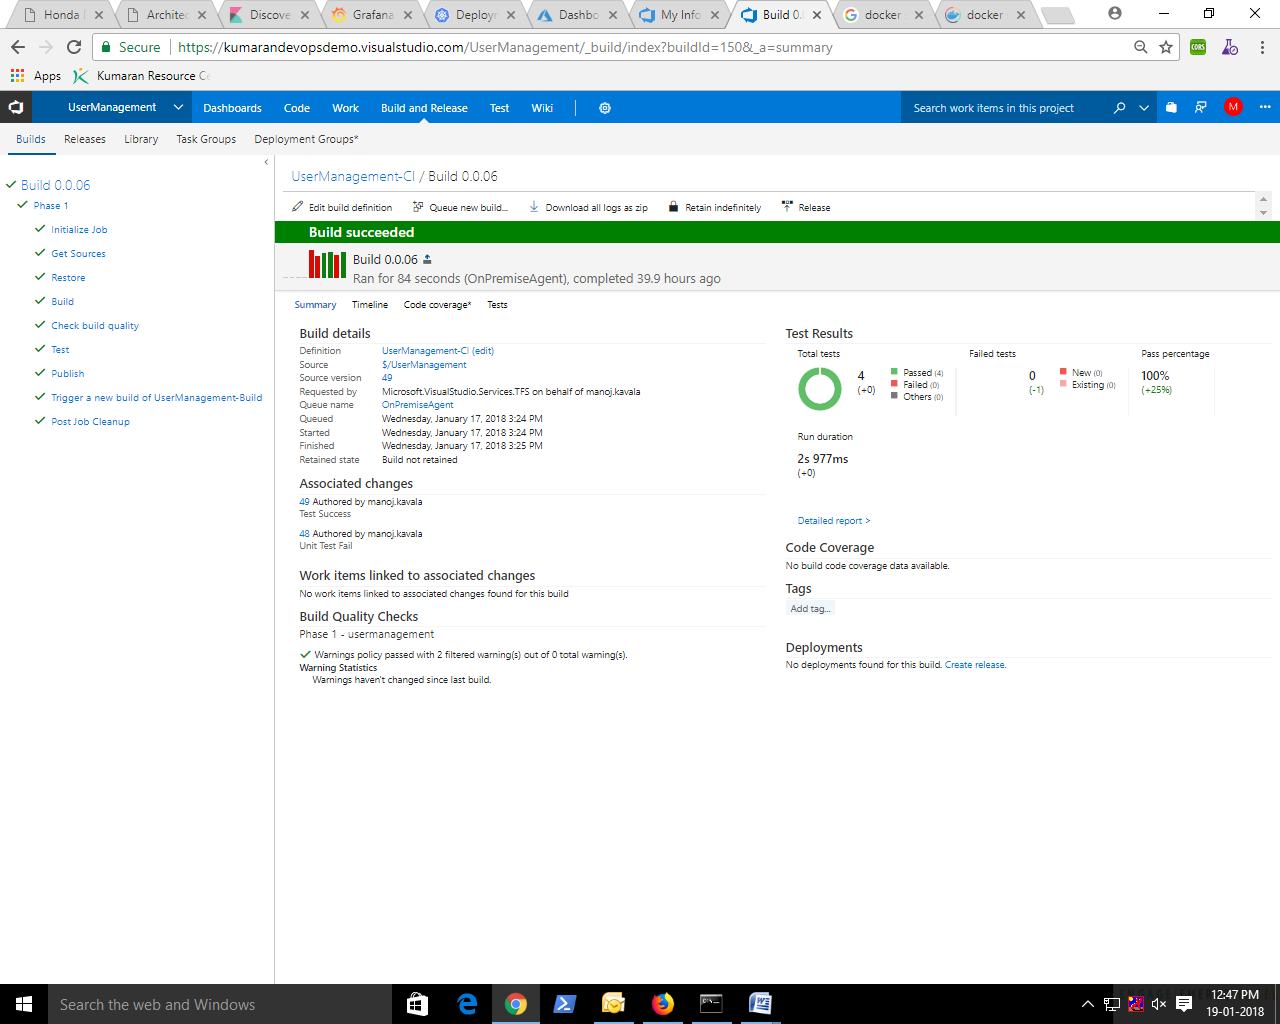 Honda
Architec
Discove
Grafana
Deployr
Dashbo
My Info
Build 0.
docker
docker
Secure
https://kumarandevopsdemo.visualstudio.com/UserManagement/_build/index?buildId=150&_a=summary
CORS
Apps
Kumaran Resource Ce
UserManagement
Dashboards
Code
Work
Build and Release
Test
Wiki
Search work items in this project
M
Builds
Releases
Library
Task Groups
Deployment Groups*
Build 0.0.06
Phase 1
Initialize Job
Get Sources
Restore
Build
Check build quality
Test
Publish
Trigger a new build of UserManagement-Build
Post Job Cleanup
UserManagement-CI / Build 0.0.06
Edit build definition
Queue new build...
Download all logs as zip
Retain indefinitely
Release
Build succeeded
Build 0.0.06
Ran for 84 seconds (OnPremiseAgent), completed 39.9 hours ago
Summary
Timeline
Code coverage*
Tests
Build details
Definition UserManagement-CI (edit)
Source $/UserManagement
Source version 49
Requested by Microsoft.VisualStudio.Services.TFS on behalf of manoj.kavala
Queue name OnPremiseAgent
Queued Wednesday, January 17, 2018 3:24 PM
Started Wednesday, January 17, 2018 3:24 PM
Finished Wednesday, January 17, 2018 3:25 PM
Retained state Build not retained
Associated changes
49 Authored by manoj.kavala
Test Success
48 Authored by manoj.kavala
Unit Test Fail
Work items linked to associated changes
No work items linked to associated changes found for this build
Build Quality Checks
Phase 1 - usermanagement
Warnings policy passed with 2 filtered warning(s) out of 0 total warning(s).
Warning Statistics
Warnings haven't changed since last build.
Test Results
Total tests
4
(+0)
Passed (4)
Failed (0)
Others (0)
Failed tests
0
(-1)
New (0)
Existing (0)
Pass percentage
100%
(+25%)
Run duration
2s 977ms
(+0)
Detailed report >
Code Coverage
No build code coverage data available.
Tags
Add tag...
Deployments
No deployments found for this build. Create release.
Search the web and Windows
12:47 PM
19-01-2018